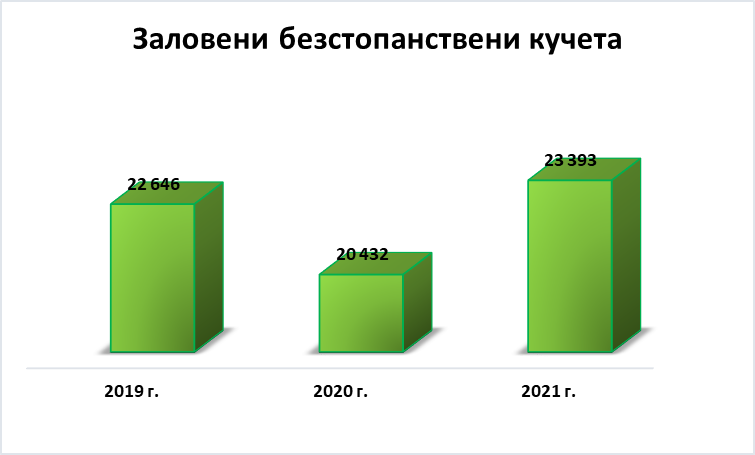 Заловени безстопанствени кучета
22 646
20 432
23 393
2019 г.
2020 г.
2021 г.